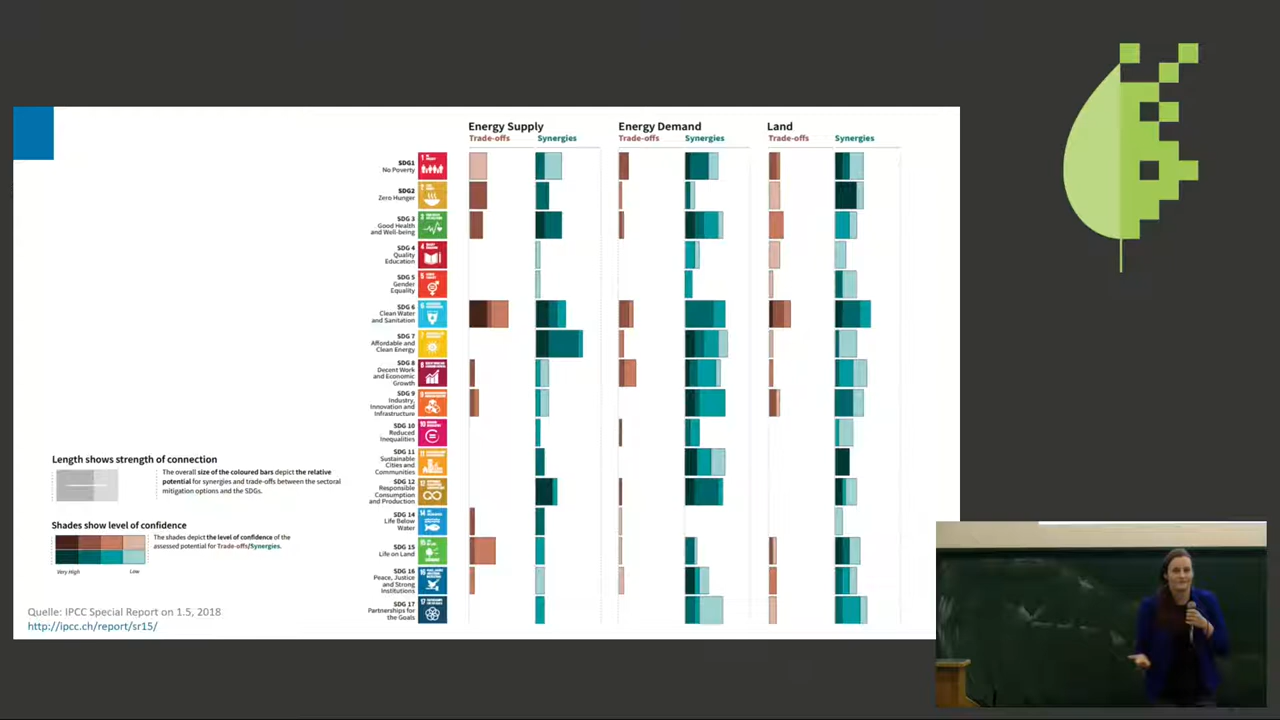 Energy Supply
Trade-offs Synergies
Energy Demand
Trade-offs Synergies
Land
Trade-offs Synergies
SDG1
No Poverty
SDG2
Zero Hunger
SDG 3
Good Health
and Well-being
SDG 4
Quality
Education
SDG 5
Gender
Equality
SDG 6
Clean Water
and Sanitation
SDG 7
Affordable and
Clean Energy
SDG 8
Decent Work
and Economic
Growth
SDG 9
Industry,
Innovation and
Infrastructure
SDG 10
Reduced
Inequalities
SDG 11
Sustainable
Cities and
Communities
SDG 12
Responsible
Consumption
and Production
SDG 14
Life Below
Water
SDG 15
Life on Land
SDG 16
Peace, Justice
and Strong
Institutions
SDG 17
Partnerships for
the Goals
Length shows strength of connection
The overall size of the coloured bars depict the relative
potential for synergies and trade-offs between the sectoral
mitigation options and the SDGs.
Shades show level of confidence
The shades depict the level of confidence of the
assessed potential for Trade-offs/Synergies.
Very High Low
Quelle: IPCC Special Report on 1.5, 2018
http://ipcc.ch/report/sr15/